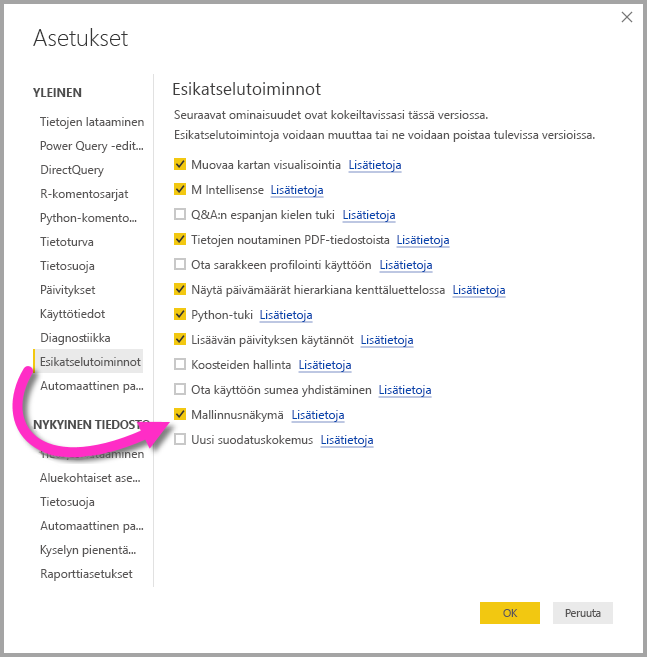 Asetukset
YLEINEN
Tietojen lataaminen
Power Query -edit...
DirectQuery
R-komentosarjat
Python-komento...
Tietoturva
Tietosuoja
Päivitykset
Käyttötiedot
Diagnostiikka
Esikatselutoiminnot
Automaattinen pa...
NYKYINEN TIEDOSTO
Aluekohtaiset ase...
Tietosuoja
Automaattinen pa...
Kyselyn pienentä...
Raporttiasetukset
Esikatselutoiminnot
Seuraavat ominaisuudet ovat kokeiltavissasi tässä versiossa.
Esikatselutoimintoja voidaan muuttaa tai ne voidaan poistaa tulevissa versioissa.
Muovaa kartan visualisointia Lisätietoja
M Intellisense Lisätietoja
Q&A:n espanjan kielen tuki Lisätietoja
Tietojen noutaminen PDF-tiedostoista Lisätietoja
Ota sarakkeen profilointi käyttöön Lisätietoja
Näytä päivämäärät hierarkiana kenttäluettelossa Lisätietoja
Python-tuki Lisätietoja
Lisäävän päivityksen käytännöt Lisätietoja
Koosteiden hallinta Lisätietoja
Ota käyttöön sumea yhdistäminen Lisätietoja
Mallinnusnäkymä Lisätietoja
Uusi suodatuskokemus Lisätietoja
OK
Peruuta